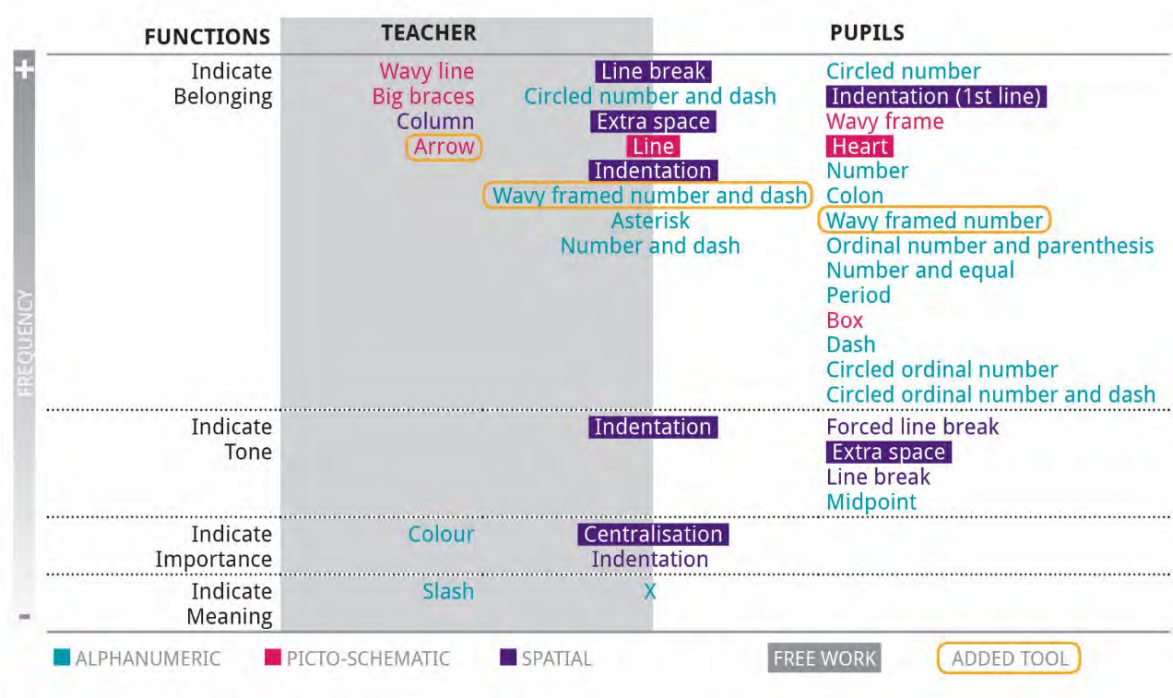 FUNCTIONS TEACHER PUPILS
+
FREQUENCY
-
Indicate Belonging
Wavy line
Big braces
Column
Arrow
Line break
Circled number and dash
Extra space
Line
Indentation
Wavy framed number and dash
Asterisk
Number and dash
Circled number
Indentation (1st line)
Wavy frame
Heart
Number
Colon
Wavy framed number
Ordinal number and parenthesis
Number and equal
Period
Box
Dash
Circled ordinal number
Circled ordinal number and dash
Indicate Tone
Indentation
Forced line break
Extra space
Line break
Midpoint
Indicate Importance
Colour
Centralisation
Indentation
Indicate Meaning
Slash
X
ALPHANUMERIC PICTO-SCHEMATIC SPATIAL FREE WORK ADDED TOOL